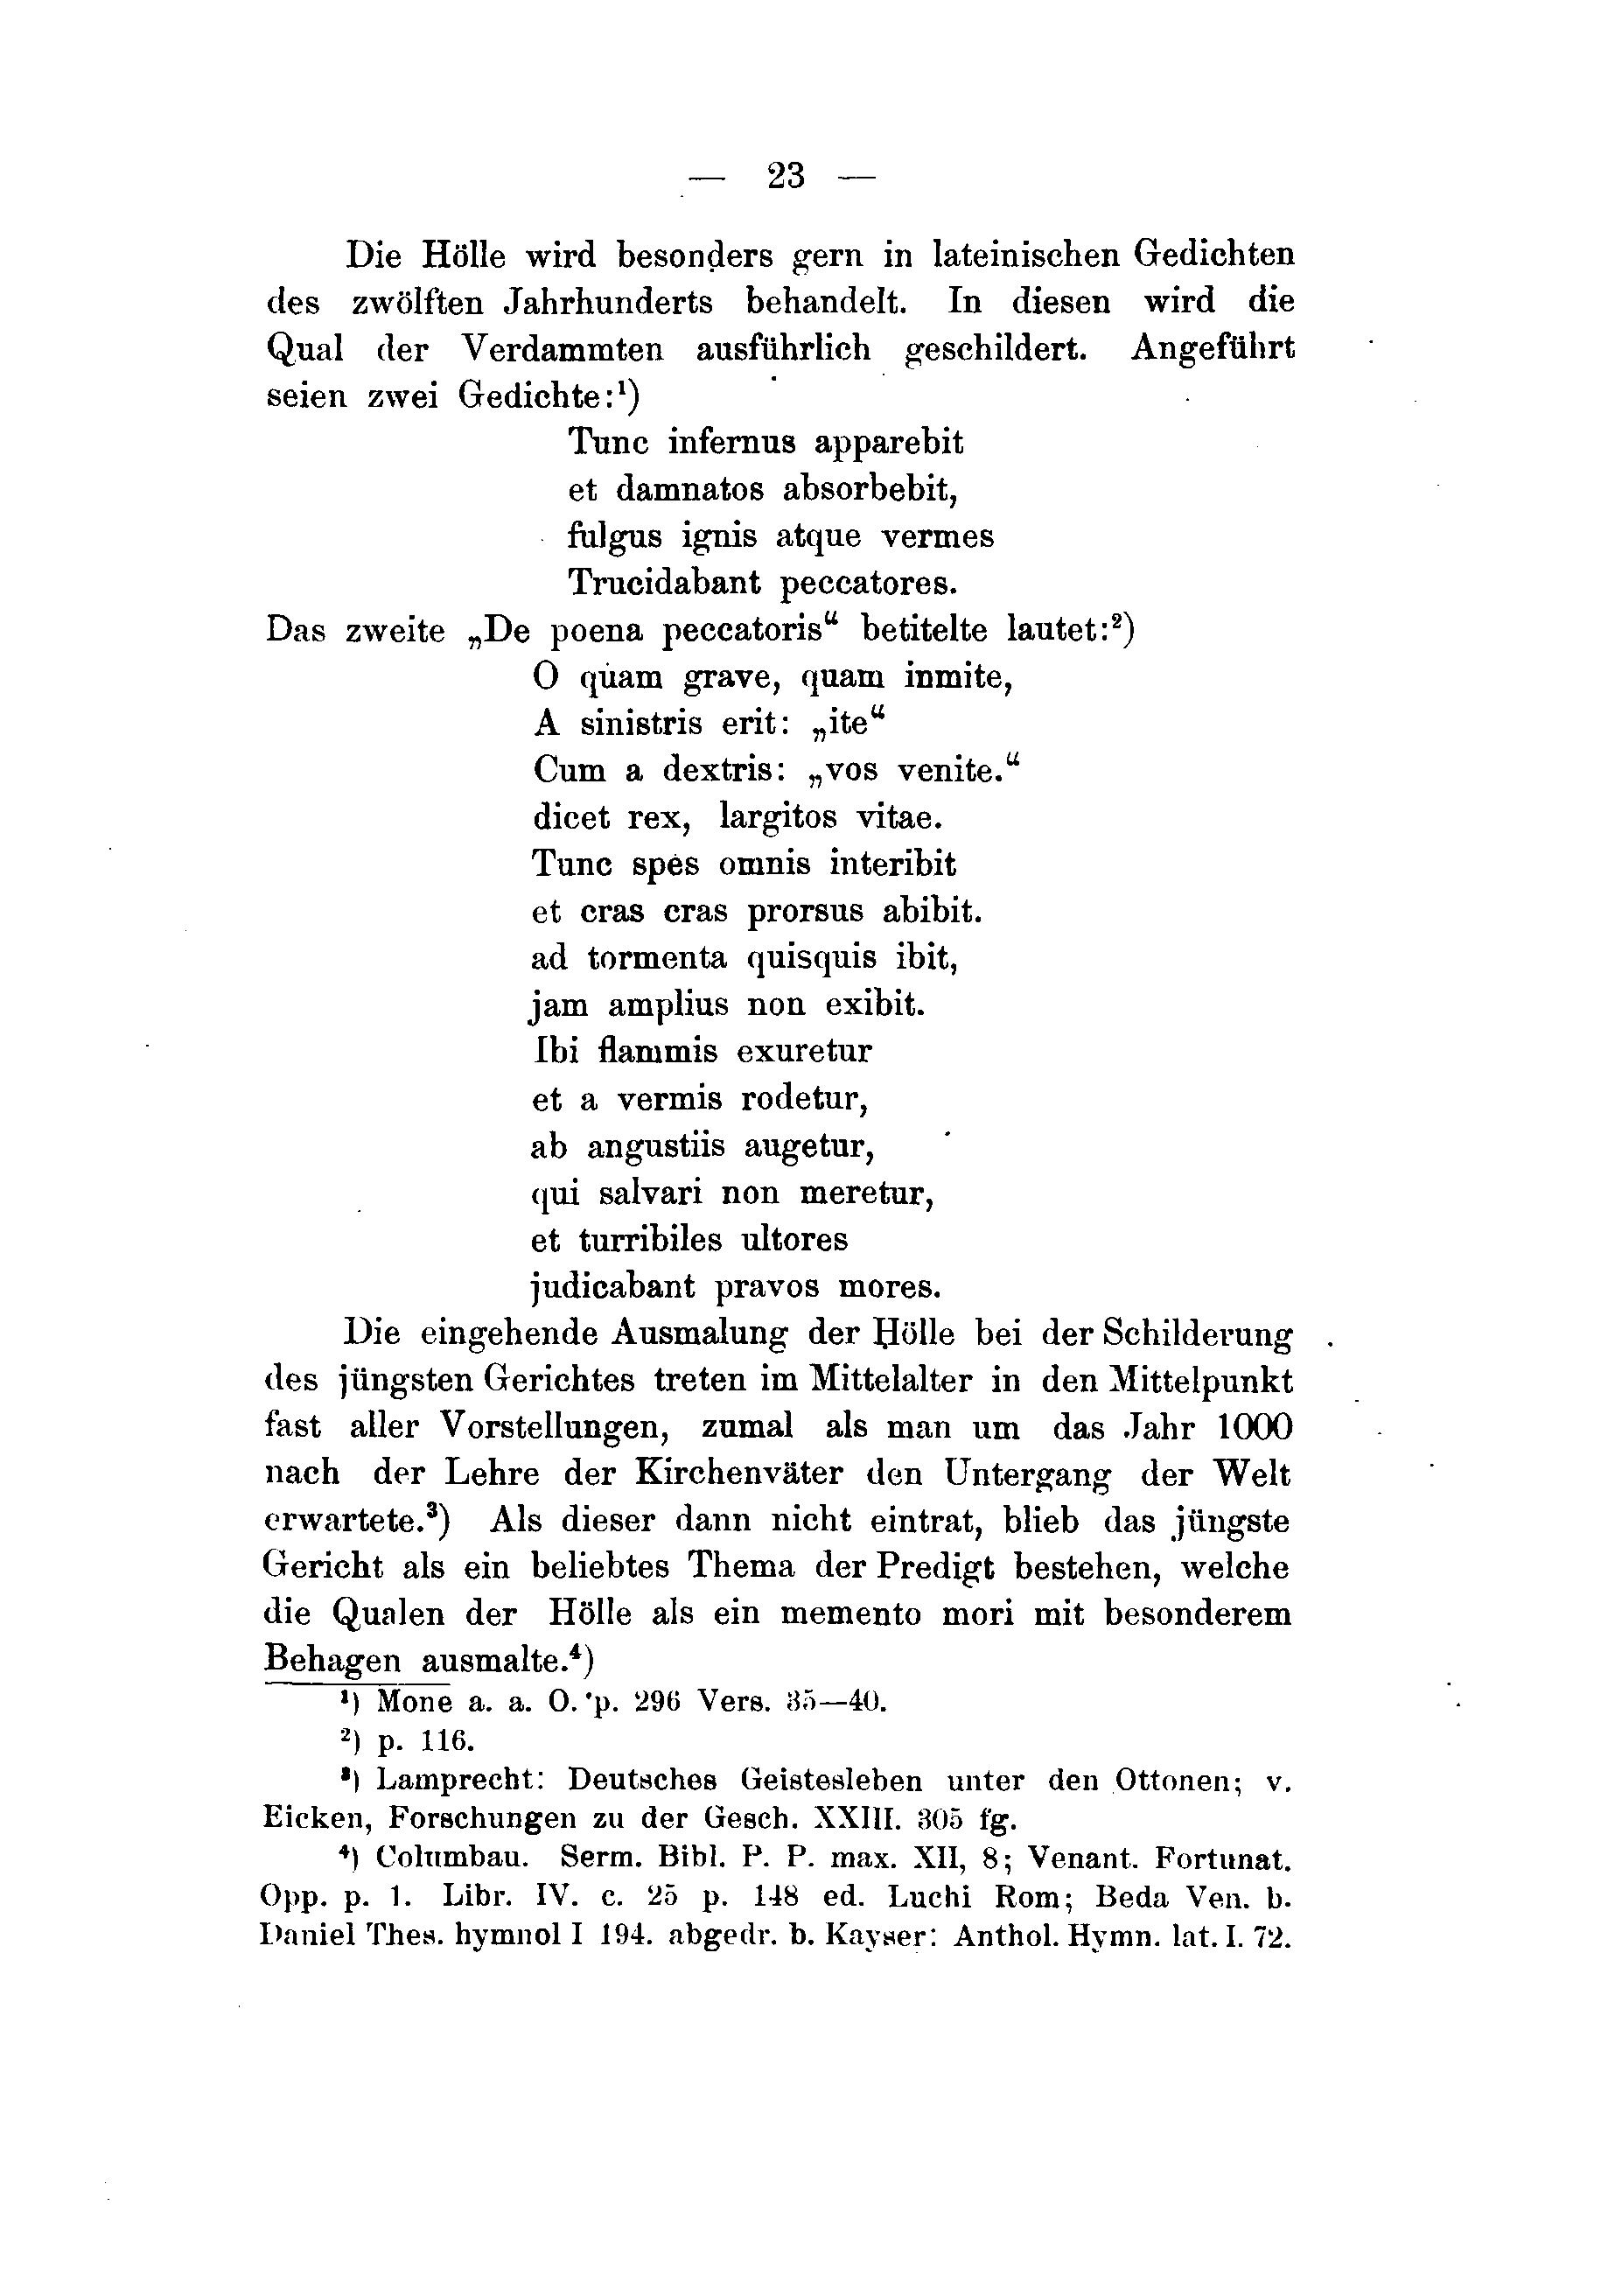 — 23 —
Die Hölle wird besonders gern in lateinischen Gedichten
des zwölften Jahrhunderts behandelt. In diesen wird die
Qual der Verdammten ausführlich geschildert. Angeführt
seien zwei Gedichte:¹)
Tunc infernus apparebit
et damnatos absorbebit,
fulgus ignis atque vermes
Trucidabant peccatores.
Das zweite „De poena peccatoris“ betitelte lautet:²)
O quam grave, quam inmite,
A sinistris erit: „ite“
Cum a dextris: „vos venite.“
dicet rex, largitos vitae.
Tunc spes omnis interibit
et cras cras prorsus abibit.
ad tormenta quisquis ibit,
jam amplius non exibit.
Ibi flammis exuretur
et a vermis rodetur,
ab angustiis augetur,
qui salvari non meretur,
et turribiles ultores
judicabant pravos mores.
Die eingehende Ausmalung der Hölle bei der Schilderung
des jüngsten Gerichtes treten im Mittelalter in den Mittelpunkt
fast aller Vorstellungen, zumal als man um das Jahr 1000
nach der Lehre der Kirchenväter den Untergang der Welt
erwartete.³) Als dieser dann nicht eintrat, blieb das jüngste
Gericht als ein beliebtes Thema der Predigt bestehen, welche
die Qualen der Hölle als ein memento mori mit besonderem
Behagen ausmalte.⁴)
¹) Mone a. a. O. p. 296 Vers. 35—40.
²) p. 116.
³) Lamprecht: Deutsches Geistesleben unter den Ottonen; v.
Eicken, Forschungen zu der Gesch. XXIII. 305 fg.
⁴) Columbau. Serm. Bibl. P. P. max. XII, 8; Venant. Fortunat.
Opp. p. 1. Libr. IV. c. 25 p. 148 ed. Luchi Rom; Beda Ven. b.
Daniel Thes. hymnol I 194. abgedr. b. Kayser: Anthol. Hymn. lat. I. 72.